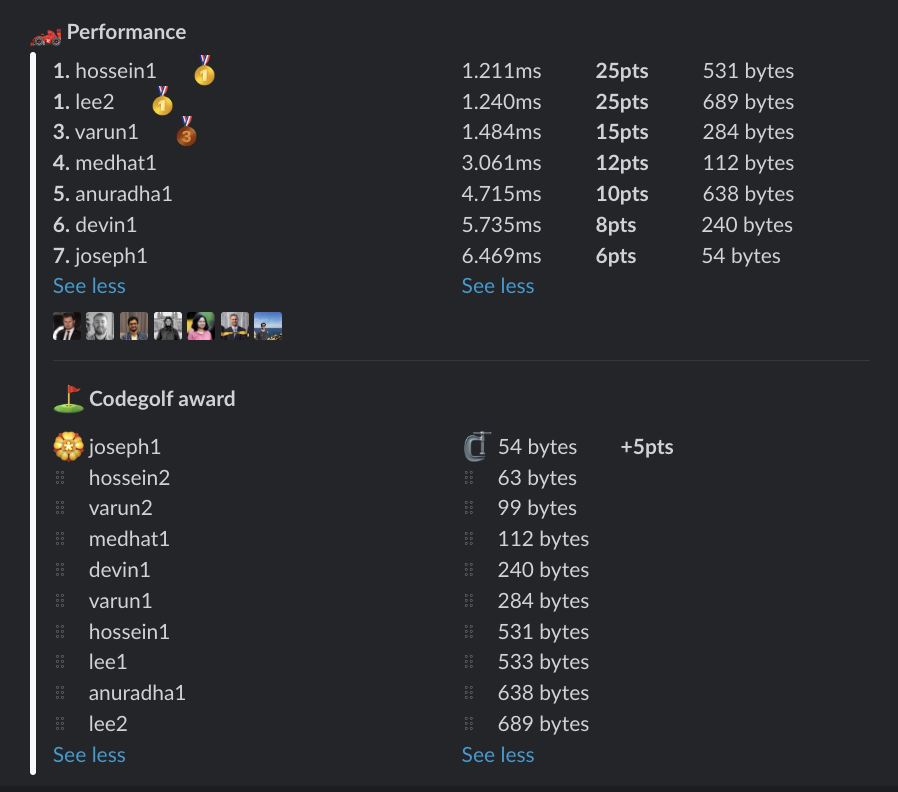 Performance
1. hossein1 1 1.211ms 25pts 531 bytes
1. lee2 1 1.240ms 25pts 689 bytes
3. varun1 3 1.484ms 15pts 284 bytes
4. medhat1 3.061ms 12pts 112 bytes
5. anuradha1 4.715ms 10pts 638 bytes
6. devin1 5.735ms 8pts 240 bytes
7. joseph1 6.469ms 6pts 54 bytes
See less See less
Codegolf award
joseph1 54 bytes +5pts
hossein2 63 bytes
varun2 99 bytes
medhat1 112 bytes
devin1 240 bytes
varun1 284 bytes
hossein1 531 bytes
lee1 533 bytes
anuradha1 638 bytes
lee2 689 bytes
See less See less